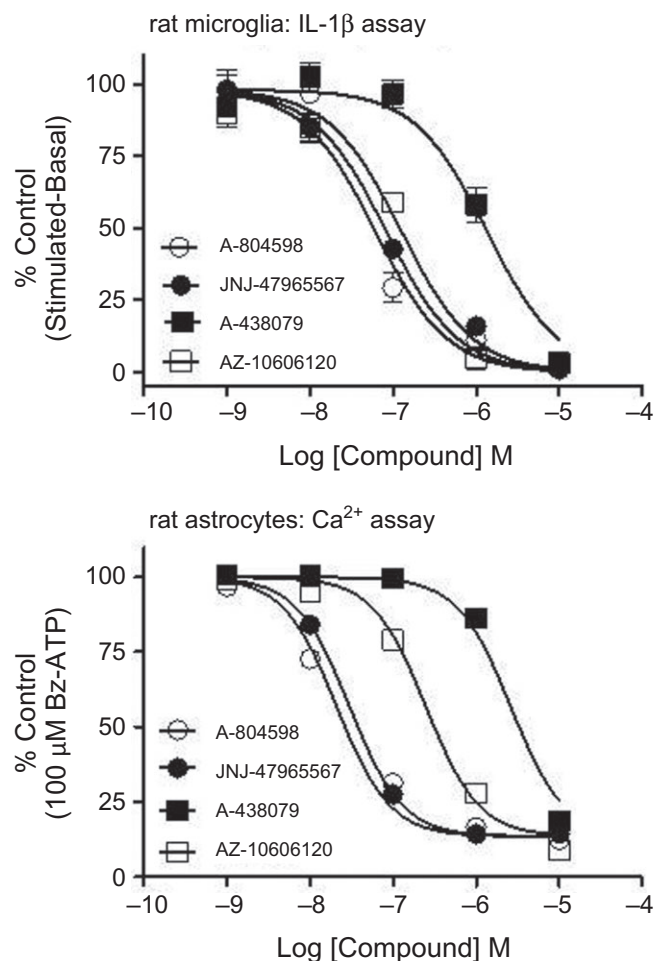 rat microglia: IL-1β assay
% Control
(Stimulated-Basal)
100
75
50
25
0
A-804598
JNJ-47965567
A-438079
AZ-10606120
–10 –9 –8 –7 –6 –5 –4
Log [Compound] M
rat astrocytes: Ca²⁺ assay
% Control
(100 µM Bz-ATP)
100
75
50
25
0
A-804598
JNJ-47965567
A-438079
AZ-10606120
–10 –9 –8 –7 –6 –5 –4
Log [Compound] M